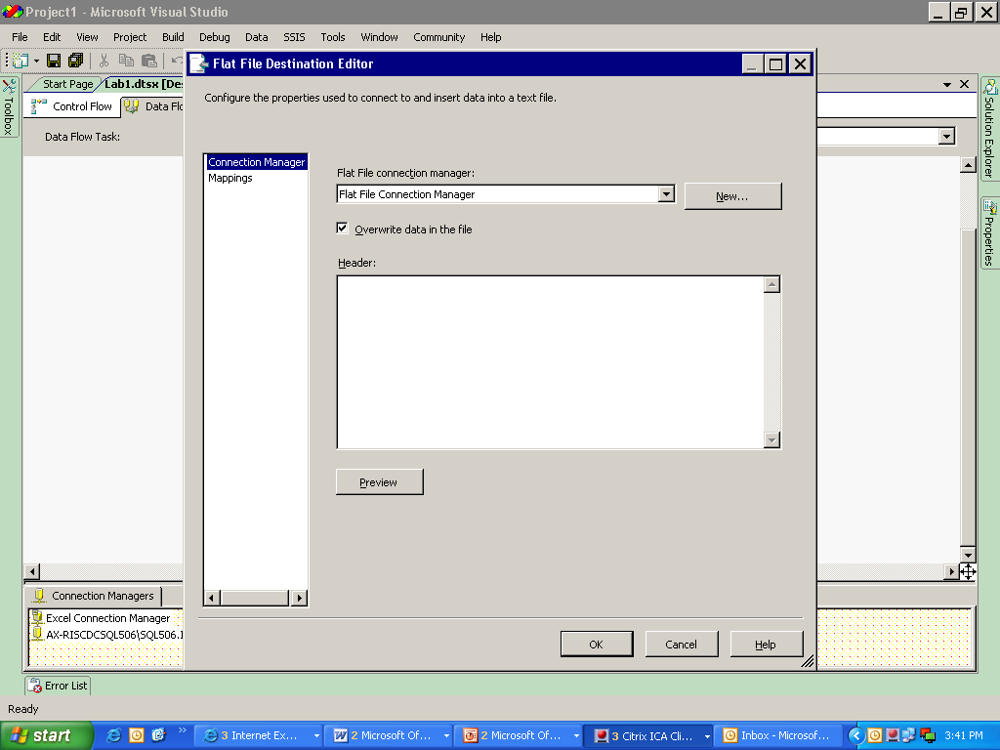 Project1 - Microsoft Visual Studio
File Edit View Project Build Debug Data SSIS Tools Window Community Help
Flat File Destination Editor
Start Page Lab1.dtsx [De
Control Flow Data Flo
Data Flow Task:
Toolbox
Solution Explorer
Properties
Configure the properties used to connect to and insert data into a text file.
Connection Manager
Mappings
Flat File connection manager:
Flat File Connection Manager
New...
Overwrite data in the file
Header:
Preview
OK Cancel Help
Connection Managers
Excel Connection Manager
AX-RISCDCSQL506\SQL506.
Error List
Ready
start
3 Internet Ex...
2 Microsoft Of...
2 Microsoft Of...
3 Citrix ICA Cli...
Inbox - Microsof...
3:41 PM